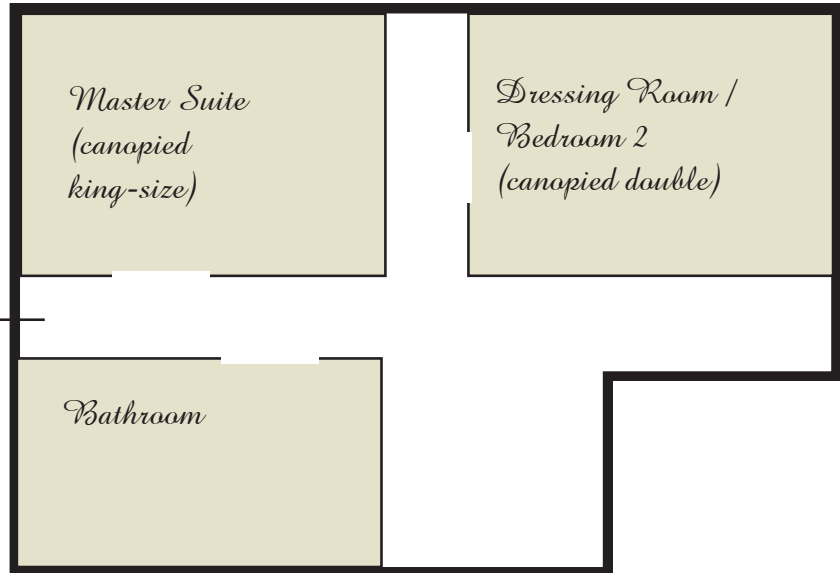 Master Suite
(canopied
king-size)
Dressing Room /
Bedroom 2
(canopied double)
Bathroom